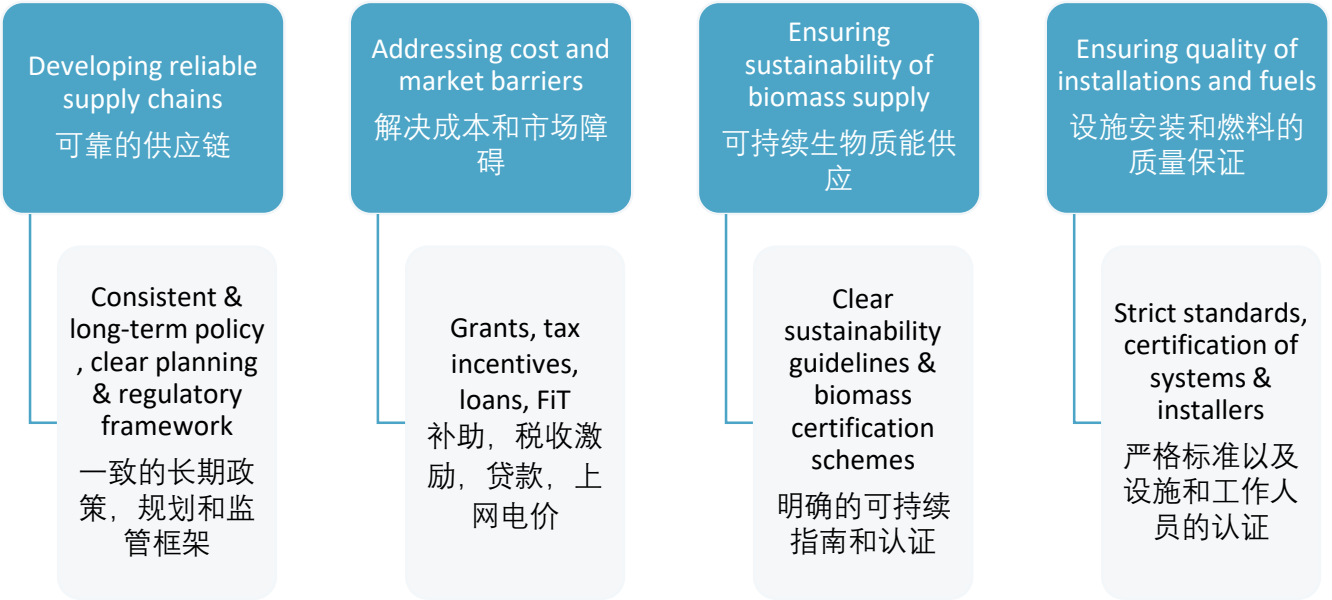 Developing reliable
supply chains
可靠的供应链
Consistent &
long-term policy
, clear planning
& regulatory
framework
一致的长期政
策，规划和监
管框架
Addressing cost and
market barriers
解决成本和市场障
碍
Grants, tax
incentives,
loans, FiT
补助，税收激
励，贷款，上
网电价
Ensuring
sustainability of
biomass supply
可持续生物质能供
应
Clear
sustainability
guidelines &
biomass
certification
schemes
明确的可持续
指南和认证
Ensuring quality of
installations and fuels
设施安装和燃料的
质量保证
Strict standards,
certification of
systems &
installers
严格标准以及
设施和工作人
员的认证